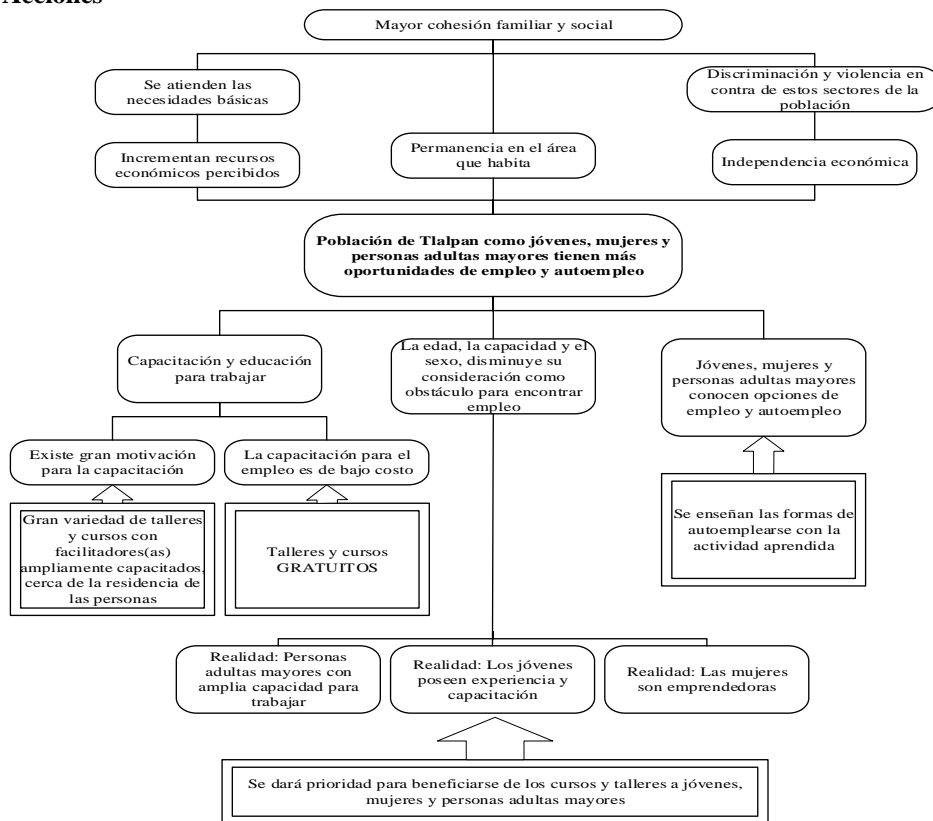 Acciones
Mayor cohesión familiar y social
Se atienden las
necesidades básicas
Discriminación y violencia en
contra de estos sectores de la
población
Incrementan recursos
económicos percibidos
Permanencia en el área
que habita
Independencia económica
Población de Tlalpan como jóvenes, mujeres y
personas adultas mayores tienen más
oportunidades de empleo y autoempleo
Capacitación y educación
para trabajar
La edad, la capacidad y el
sexo, disminuye su
consideración como
obstáculo para encontrar
empleo
Jóvenes, mujeres y
personas adultas mayores
conocen opciones de
empleo y autoempleo
Existe gran motivación
para la capacitación
La capacitación para el
empleo es de bajo costo
Gran variedad de talleres
y cursos con
facilitadores(as)
ampliamente capacitados,
cerca de la residencia de
las personas
Talleres y cursos
GRATUITOS
Se enseñan las formas de
autoemplearse con la
actividad aprendida
Realidad: Personas
adultas mayores con
amplia capacidad para
trabajar
Realidad: Los jóvenes
poseen experiencia y
capacitación
Realidad: Las mujeres
son emprendedoras
Se dará prioridad para beneficiarse de los cursos y talleres a jóvenes,
mujeres y personas adultas mayores